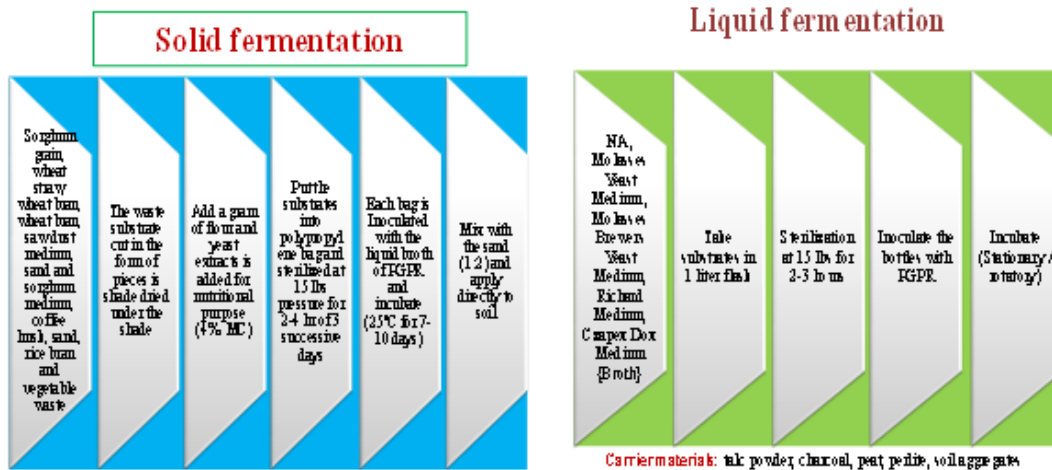 Solid fermentation
Sorghum
grain,
wheat
straw
wheat bran,
wheat bran,
sawdust
medium,
sand and
sorghum
medium,
coffee
husk, sand,
rice bran
and
vegetable
waste
The waste
substrate
cut in the
form of
pieces is
shade dried
under the
shade
Add a gram
of flour and
yeast
extracts is
added for
nutritional
purpose
(4% MC)
Put the
substrates
into
polypropyl
ene bag and
sterilized at
15 lbs
pressure for
2-4 hr of 3
successive
days
Each bag is
Inoculated
with the
liquid broth
of PGPR
and
incubate
(25°C for 7-
10 days)
Mix with
the sand
(1:2) and
apply
directly to
soil
Liquid fermentation
NA,
Molasses
Yeast
Medium,
Molasses
Brewers
Yeast
Medium,
Richard
Medium,
Czapex Dox
Medium
{Broth}
Take
substrates in
1 liter flask
Sterilization
at 15 lbs for
2-3 hours
Inoculate the
bottles with
PGPR
Incubate
(Stationary/
rotatory)
Carrier materials: talc powder, charcoal, peat, perlite, soil aggregates